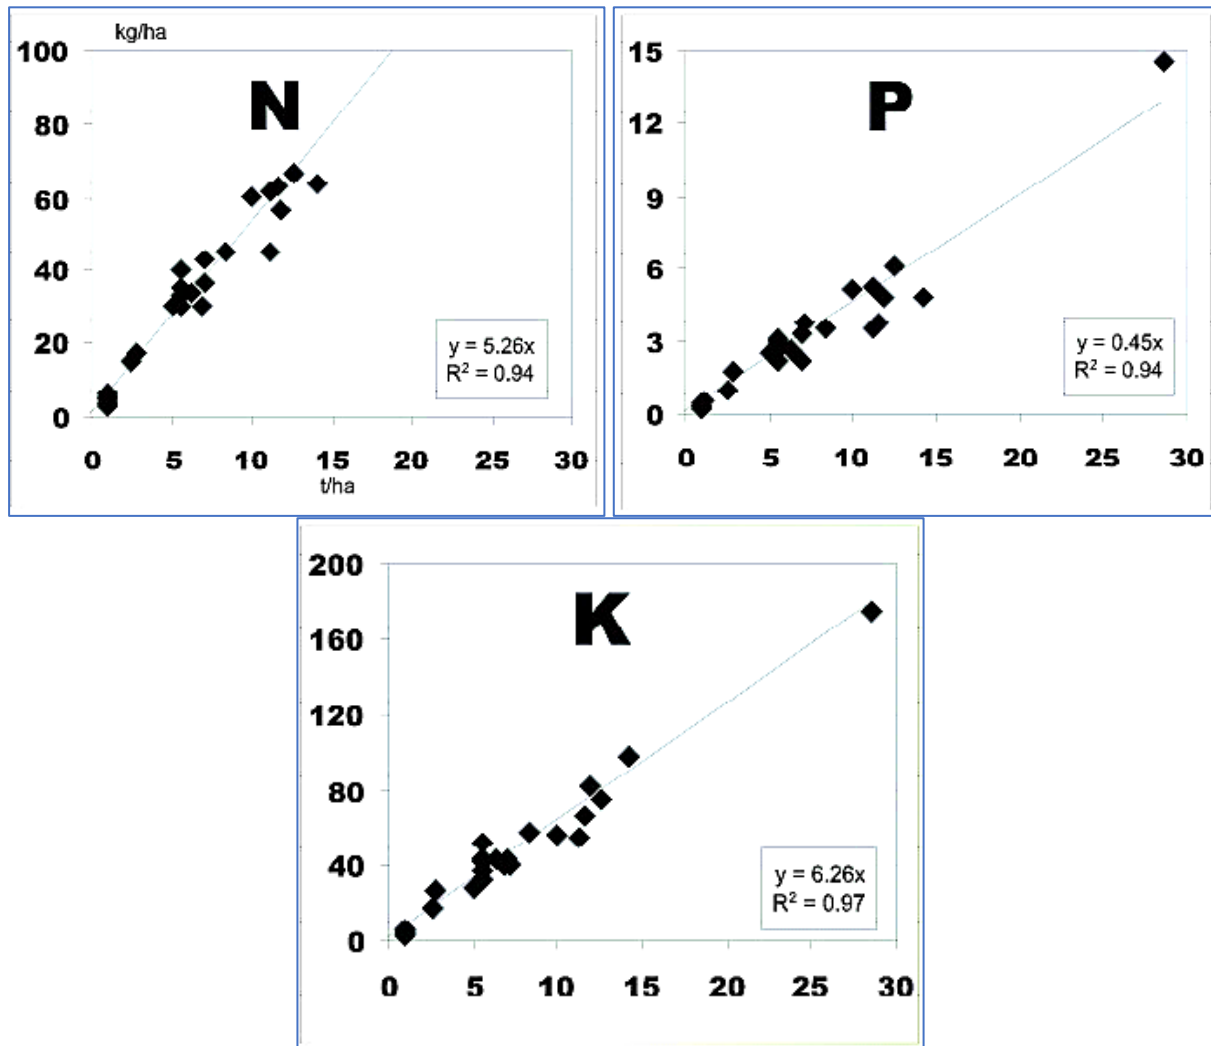 kg/ha
N
100
80
60
40
20
0
0 5 10 15 20 25 30
t/ha
y = 5.26x
R² = 0.94
P
15
12
9
6
3
0
0 5 10 15 20 25 30
y = 0.45x
R² = 0.94
K
200
160
120
80
40
0
0 5 10 15 20 25 30
y = 6.26x
R² = 0.97